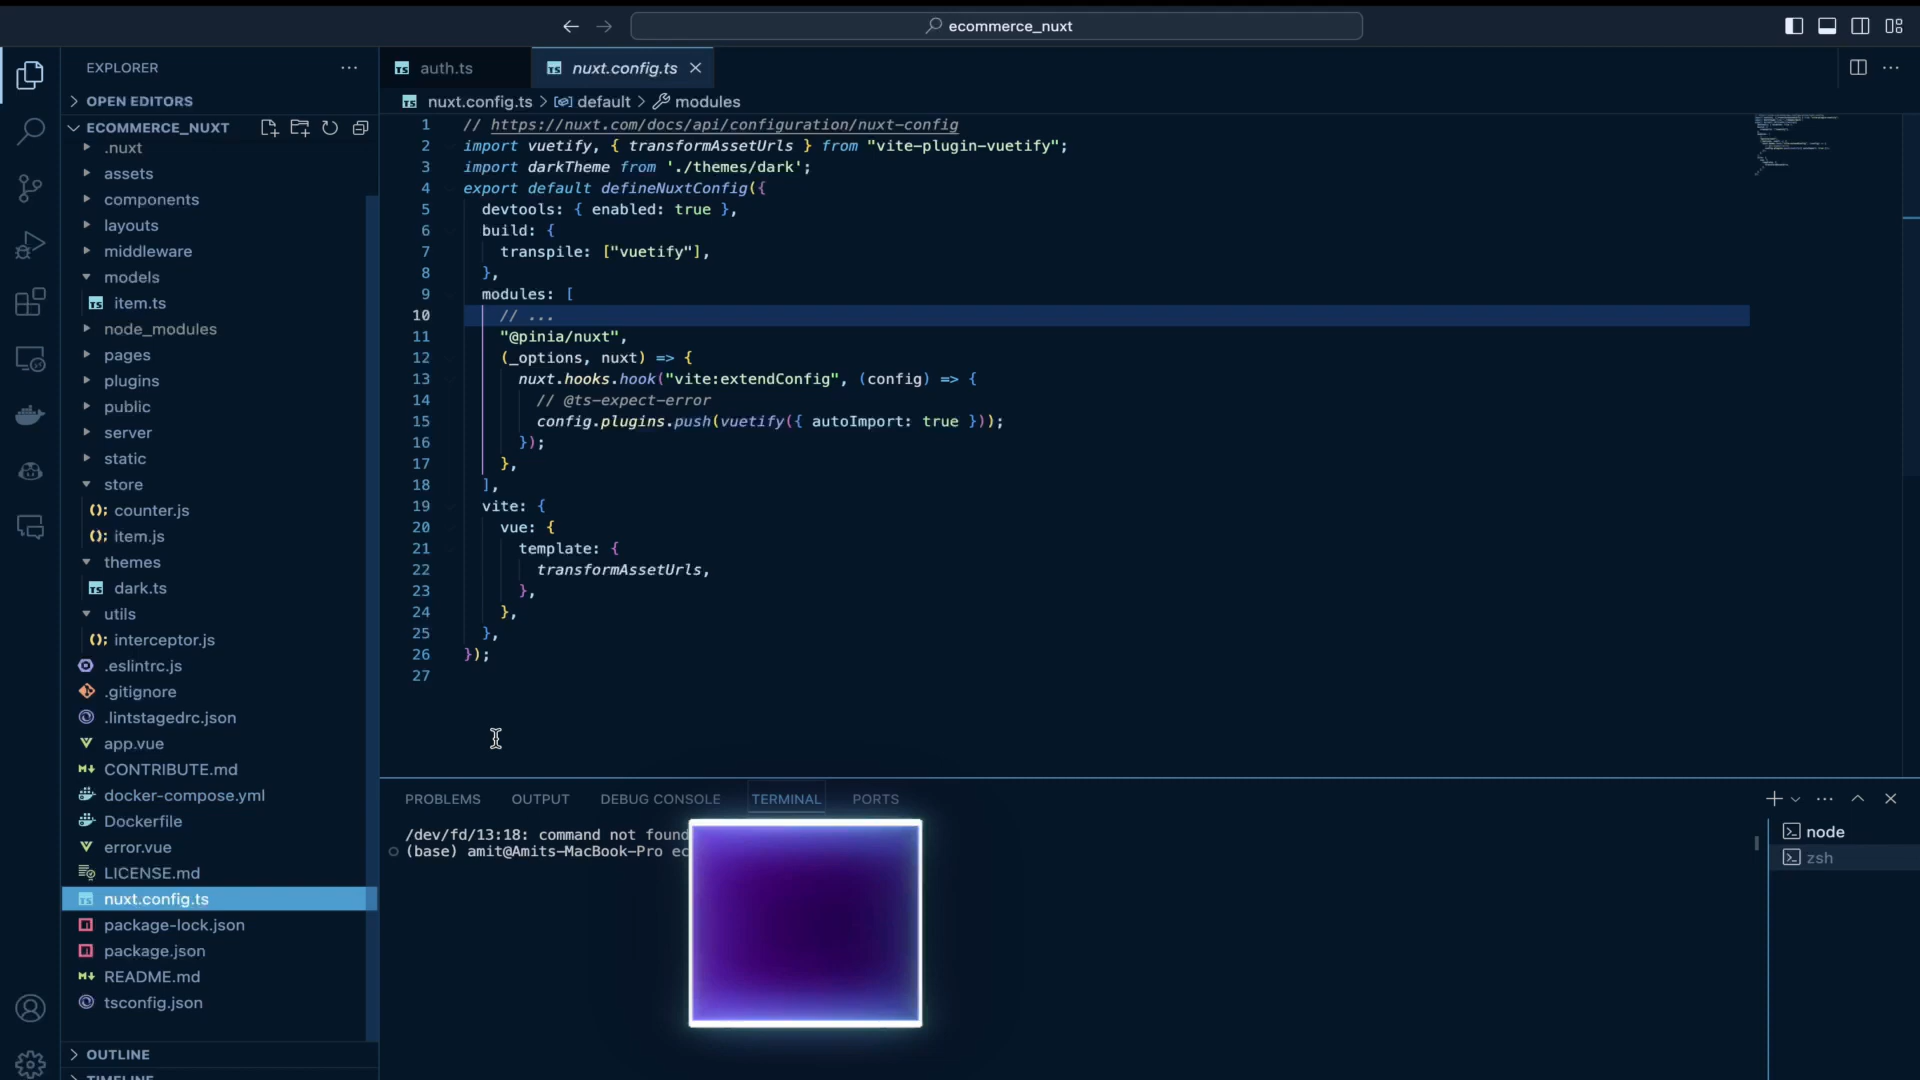 ecommerce_nuxt
EXPLORER
OPEN EDITORS
ECOMMERCE_NUXT
.nuxt
assets
components
layouts
middleware
models
item.ts
node_modules
pages
plugins
public
server
static
store
counter.js
item.js
themes
dark.ts
utils
interceptor.js
.eslintrc.js
.gitignore
.lintstagedrc.json
app.vue
CONTRIBUTE.md
docker-compose.yml
Dockerfile
error.vue
LICENSE.md
nuxt.config.ts
package-lock.json
package.json
README.md
tsconfig.json
OUTLINE
TIMELINE
auth.ts
nuxt.config.ts
nuxt.config.ts > default > modules
1 // https://nuxt.com/docs/api/configuration/nuxt-config
2 import vuetify, { transformAssetUrls } from "vite-plugin-vuetify";
3 import darkTheme from './themes/dark';
4 export default defineNuxtConfig({
5 devtools: { enabled: true },
6 build: {
7 transpile: ["vuetify"],
8 },
9 modules: [
10 // ...
11 "@pinia/nuxt",
12 (_options, nuxt) => {
13 nuxt.hooks.hook("vite:extendConfig", (config) => {
14 // @ts-expect-error
15 config.plugins.push(vuetify({ autoImport: true }));
16 });
17 },
18 ],
19 vite: {
20 vue: {
21 template: {
22 transformAssetUrls,
23 },
24 },
25 },
26 });
27
PROBLEMS OUTPUT DEBUG CONSOLE TERMINAL PORTS
/dev/fd/13:18: command not found
(base) amit@Amits-MacBook-Pro ec
node
zsh